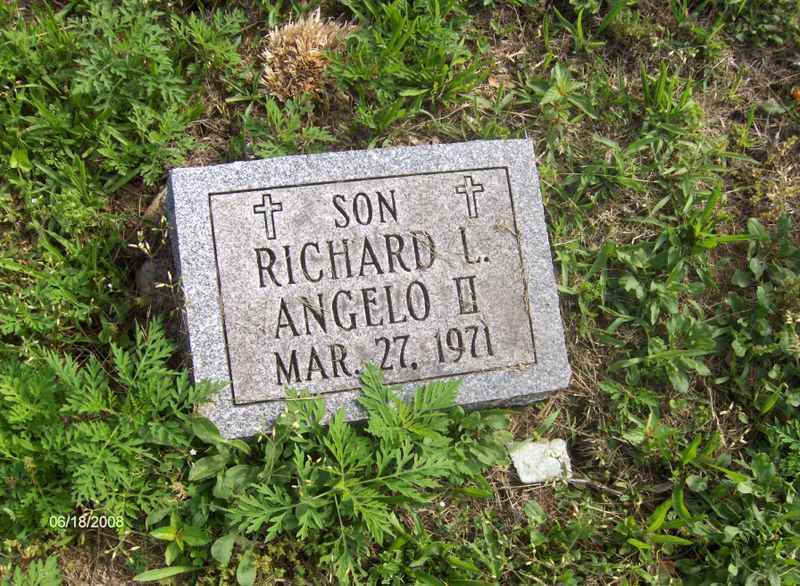 SON
RICHARD L.
ANGELO II
MAR. 27, 1971
06/18/2008